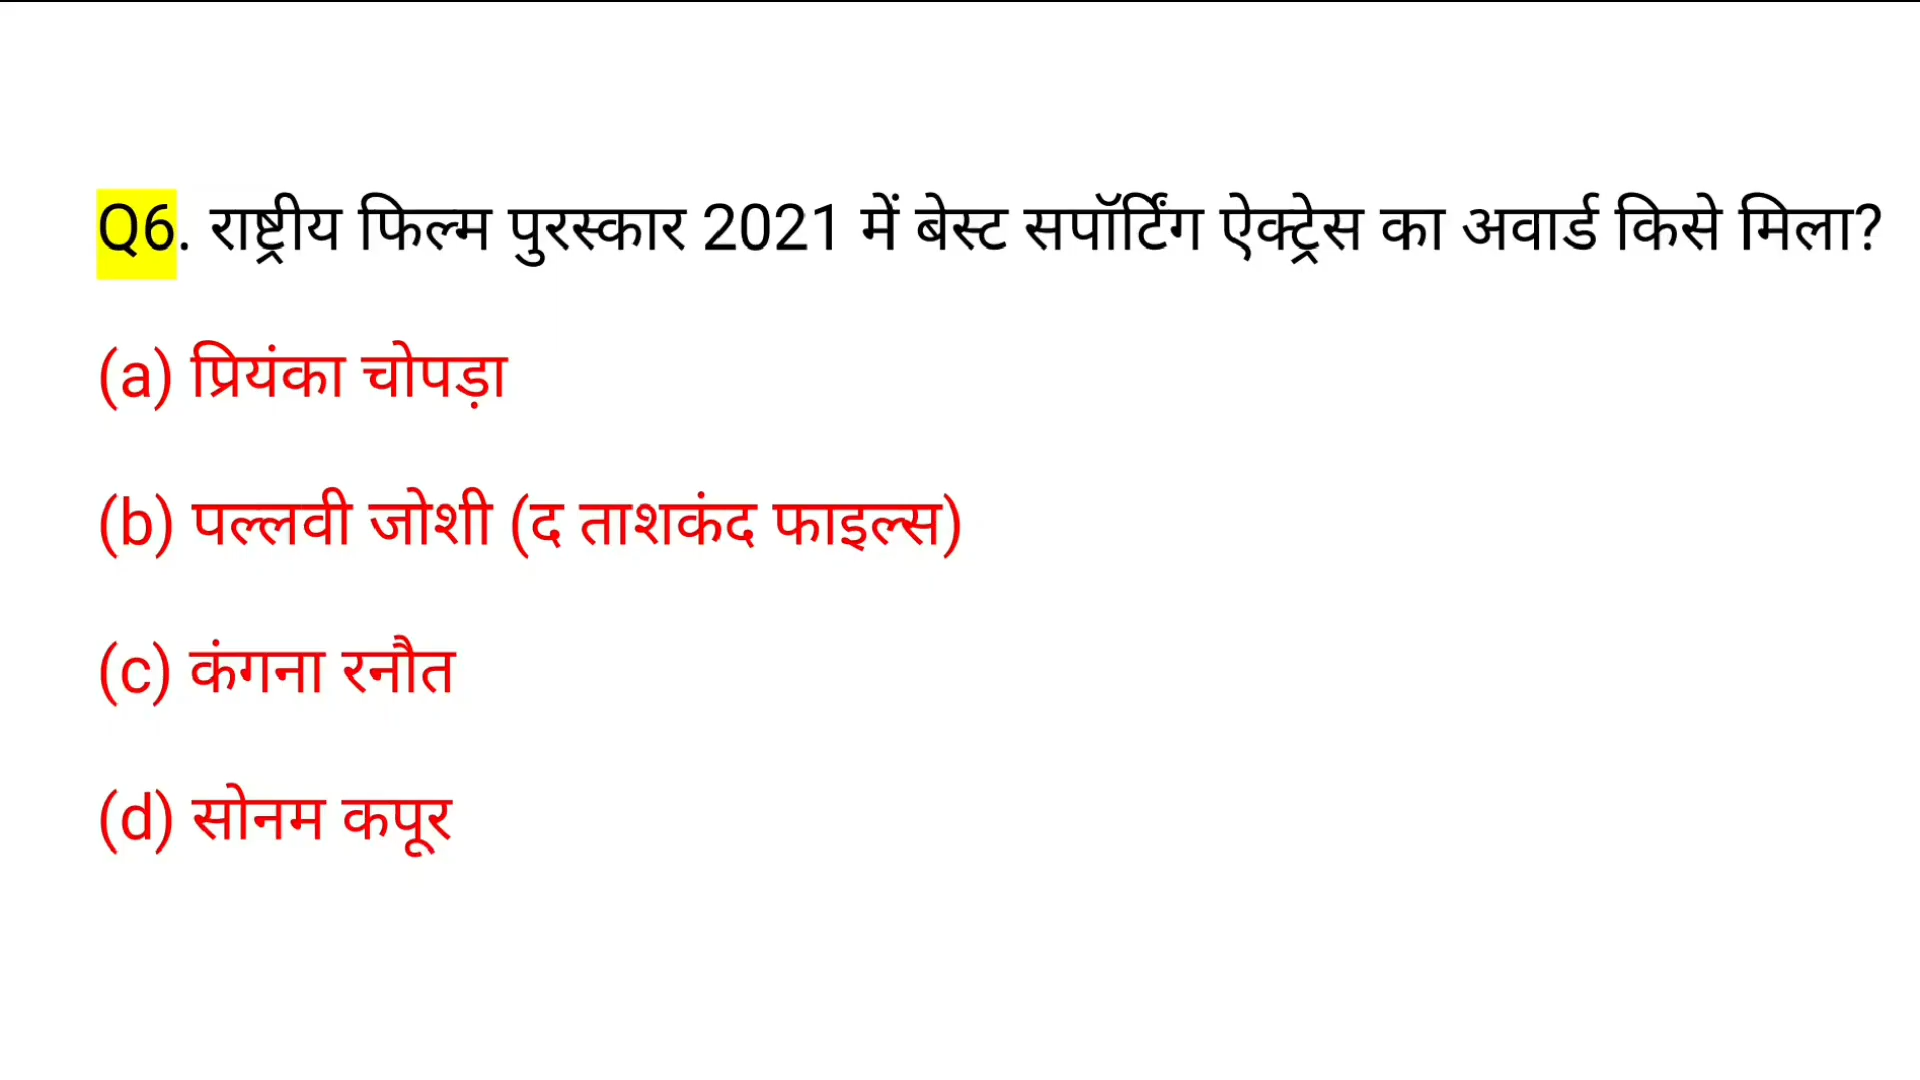 Q6. राष्ट्रीय फिल्म पुरस्कार 2021 में बेस्ट सपॉर्टिंग ऐक्ट्रेस का अवार्ड किसे मिला?
(a) प्रियंका चोपड़ा
(b) पल्लवी जोशी (द ताशकंद फाइल्स)
(c) कंगना रनौत
(d) सोनम कपूर